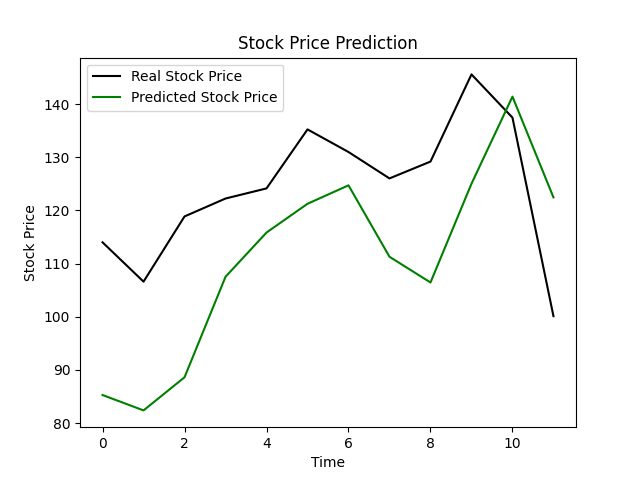 Stock Price Prediction
Real Stock Price
Predicted Stock Price
Stock Price
140
130
120
110
100
90
80
0 2 4 6 8 10
Time